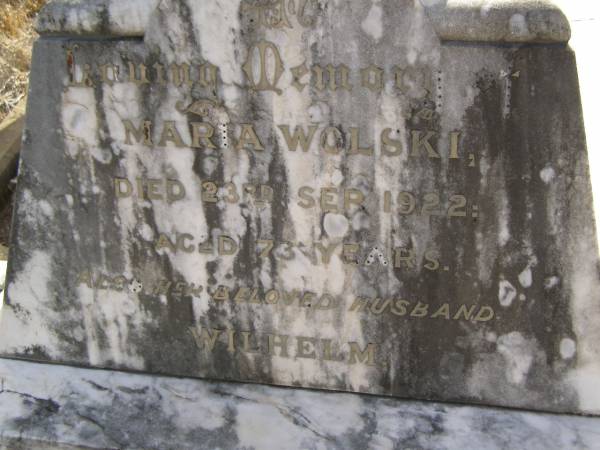 In
Loving Memory of
MARIA WOLSKI,
DIED 23RD SEP. 1922:
AGED 73 YEARS.
ALSO HER BELOVED HUSBAND
WILHELM.